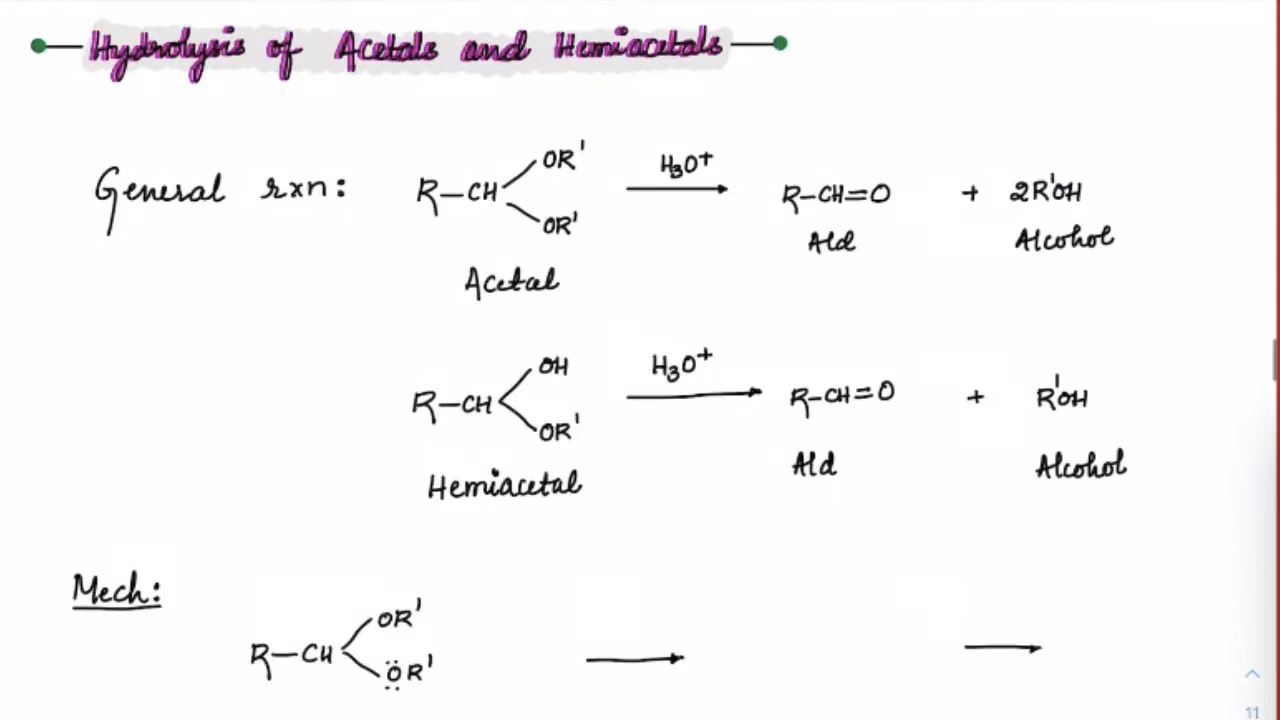 Hydrolysis of Acetals and Hemiacetals
General rxn: R-CH OR' OR' H₃O⁺ R-CH=O + 2R'OH
Acetal Ald Alcohol
R-CH OH OR' H₃O⁺ R-CH=O + R'OH
Hemiacetal Ald Alcohol
Mech:
R-CH OR' ÖR'
11